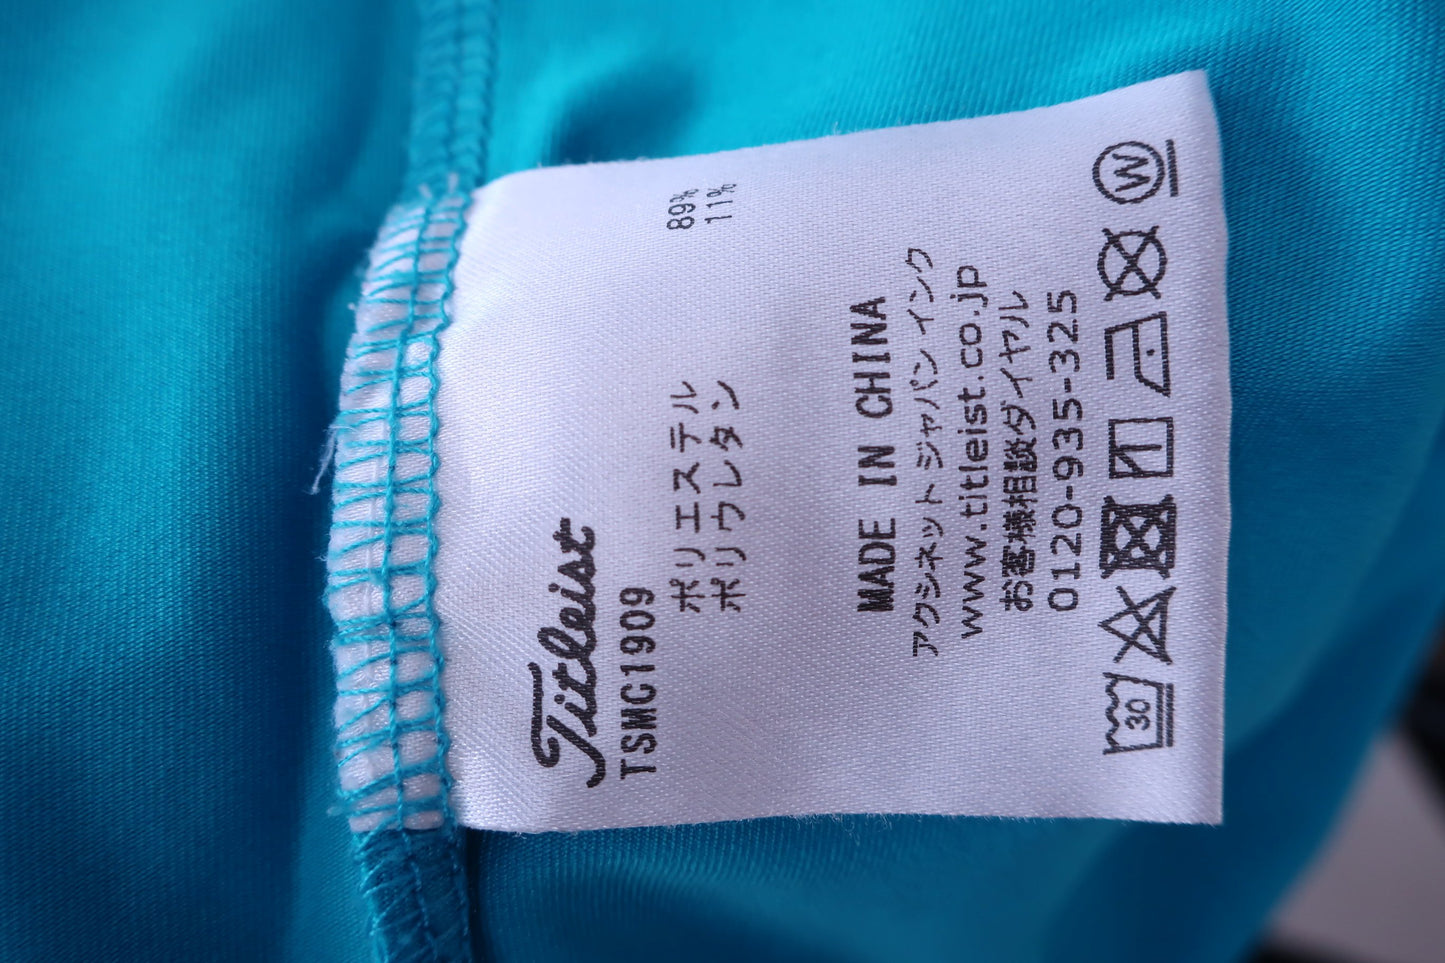 Titleist
TSMC1909
ポリエステル 89%
ポリウレタン 11%
MADE IN CHINA
アクシネット ジャパン インク
www.titleist.co.jp
お客様相談ダイヤル
0120-935-325
30
W